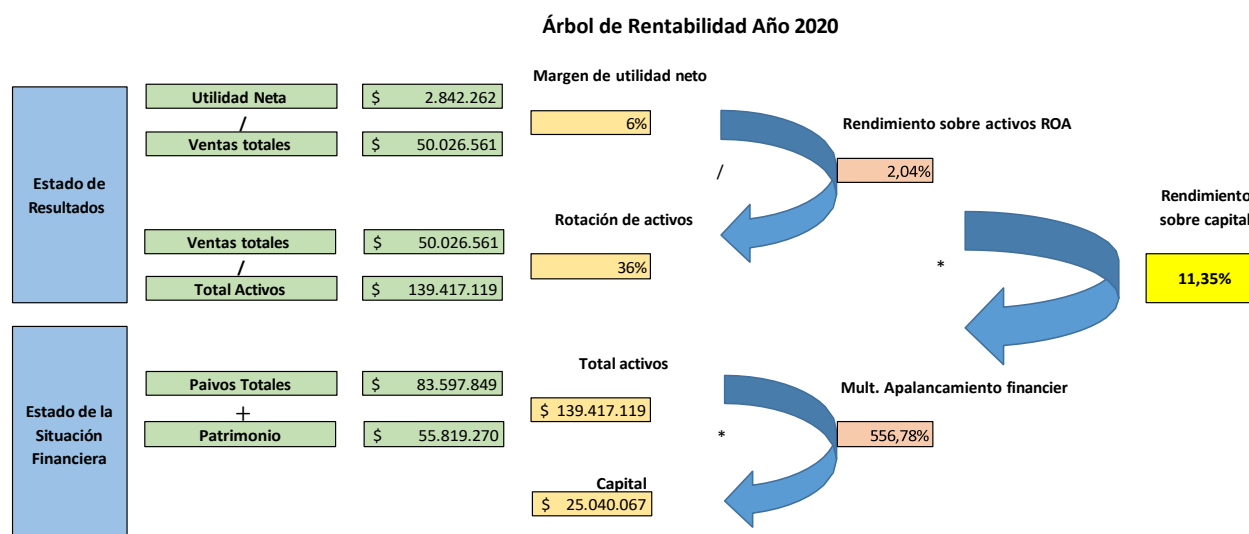 Árbol de Rentabilidad Año 2020
Margen de utilidad neto
Utilidad Neta $ 2.842.262
/
6%
Ventas totales $ 50.026.561
Rendimiento sobre activos ROA
/
2,04%
Estado de
Resultados
Rendimiento
sobre capital
Rotación de activos
Ventas totales $ 50.026.561
/
36%
*
Total Activos $ 139.417.119
11,35%
Total activos
Paivos Totales $ 83.597.849
Mult. Apalancamiento financier
+
$ 139.417.119
Estado de la
Situación
Financiera
Patrimonio $ 55.819.270
*
556,78%
Capital
$ 25.040.067